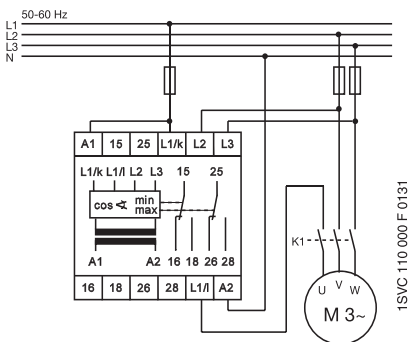 50-60 Hz
L1
L2
L3
N
A1 15 25 L1/k L2 L3
L1/k L1/l L2 L3 15 25
cos ∢ min
max
A1 A2 16 18 26 28
16 18 26 28 L1/l A2
K1
U V W
M 3~
1SVC 110 000 F 0131